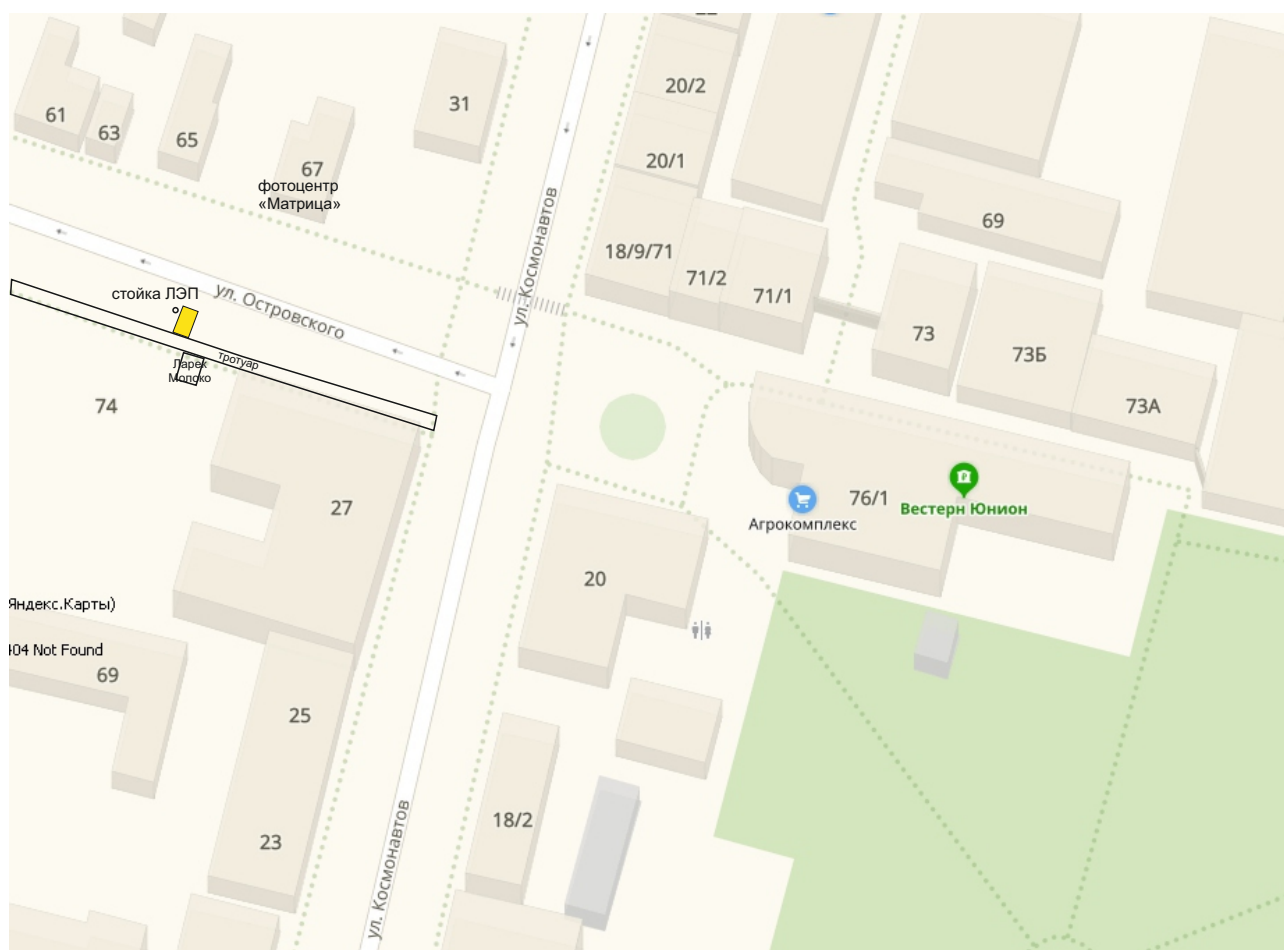 22
20/2
61
63
65
31
20/1
67
фотоцентр
«Матрица»
ул. Космонавтов
18/9/71
71/2
71/1
69
стойка ЛЭП
ул. Островского
Ларек
Молоко
тротуар
73
73Б
73А
74
27
76/1
Агрокомплекс
Вестерн Юнион
20
Яндекс.Карты)
404 Not Found
69
25
18/2
23
ул. Космонавтов